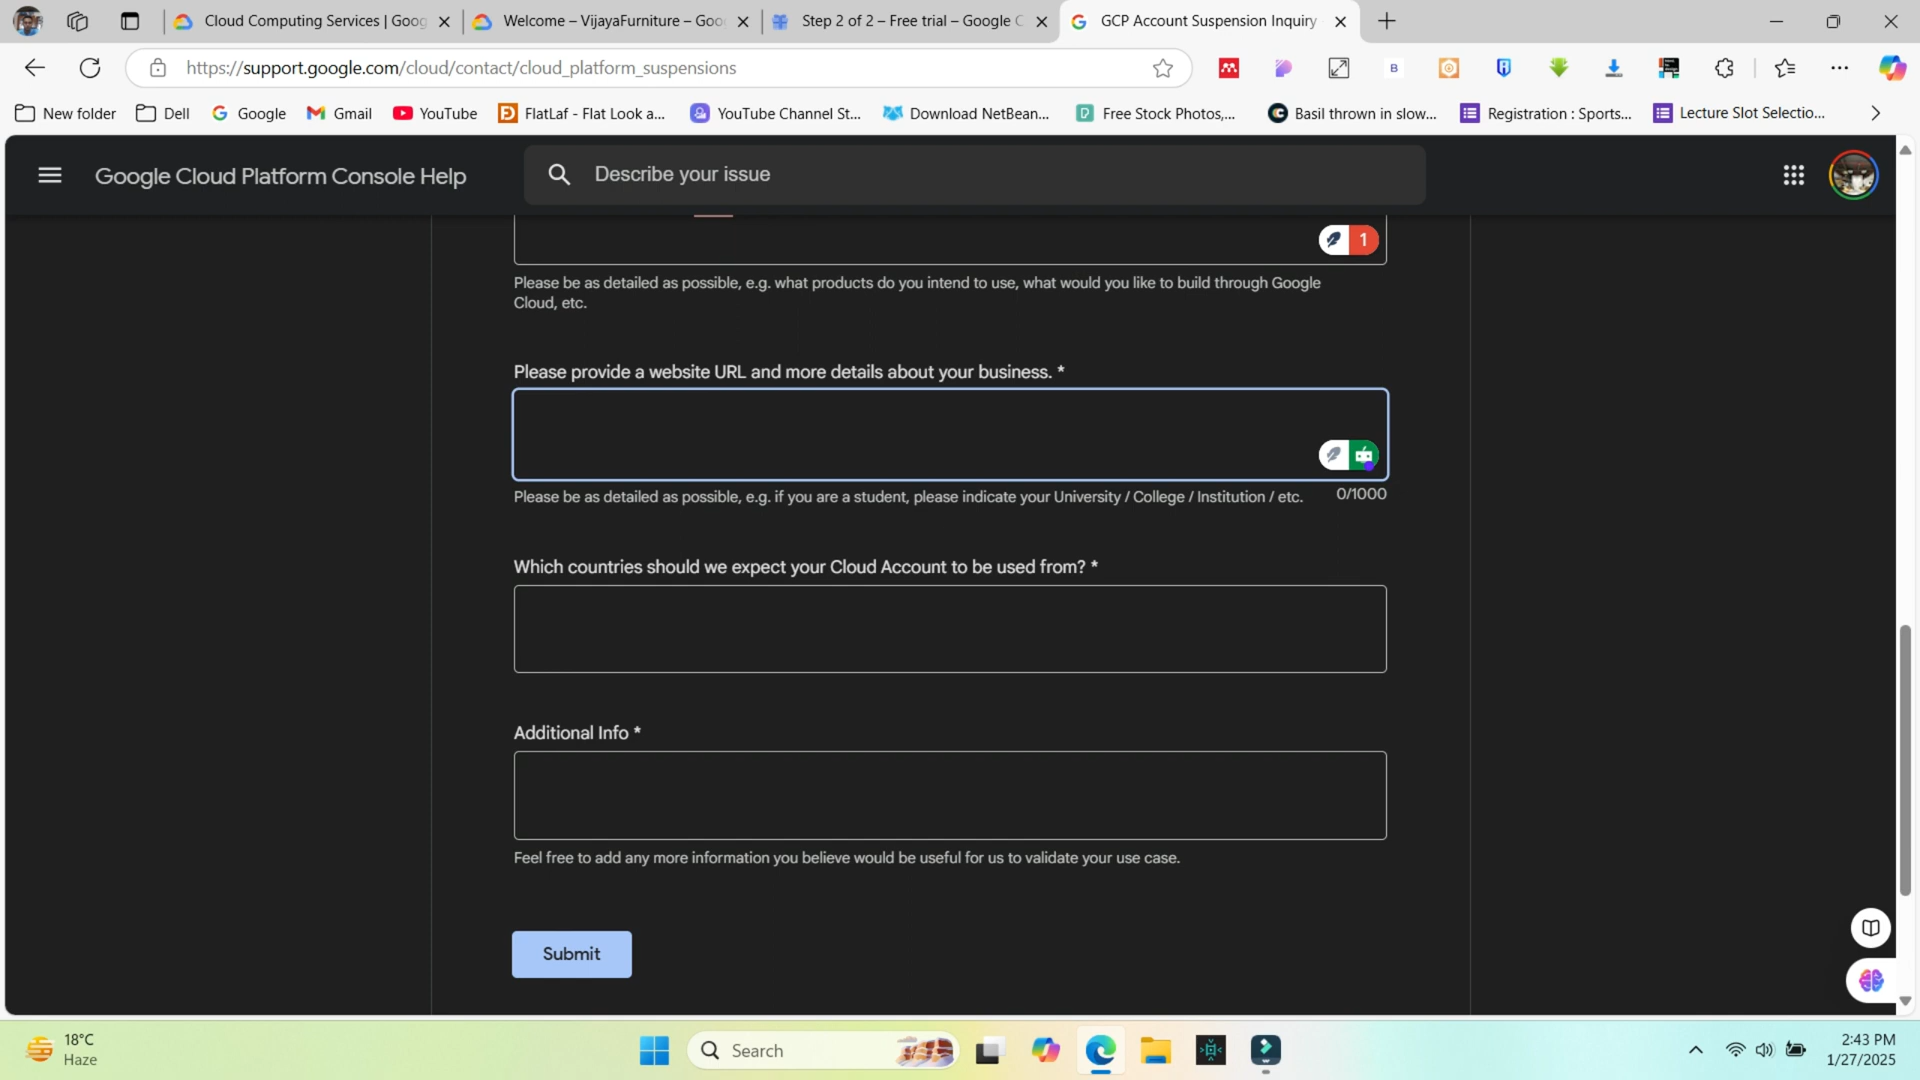 Cloud Computing Services | Goog
Welcome – VijayaFurniture – Goo
Step 2 of 2 – Free trial – Google C
GCP Account Suspension Inquiry
https://support.google.com/cloud/contact/cloud_platform_suspensions
B
New folder
Dell
Google
Gmail
YouTube
FlatLaf - Flat Look a...
YouTube Channel St...
Download NetBean...
Free Stock Photos,...
Basil thrown in slow...
Registration : Sports...
Lecture Slot Selectio...
Google Cloud Platform Console Help
Describe your issue
1
Please be as detailed as possible, e.g. what products do you intend to use, what would you like to build through Google
Cloud, etc.
Please provide a website URL and more details about your business. *
Please be as detailed as possible, e.g. if you are a student, please indicate your University / College / Institution / etc.
0/1000
Which countries should we expect your Cloud Account to be used from? *
Additional Info *
Feel free to add any more information you believe would be useful for us to validate your use case.
Submit
18°C
Haze
Search
2:43 PM
1/27/2025